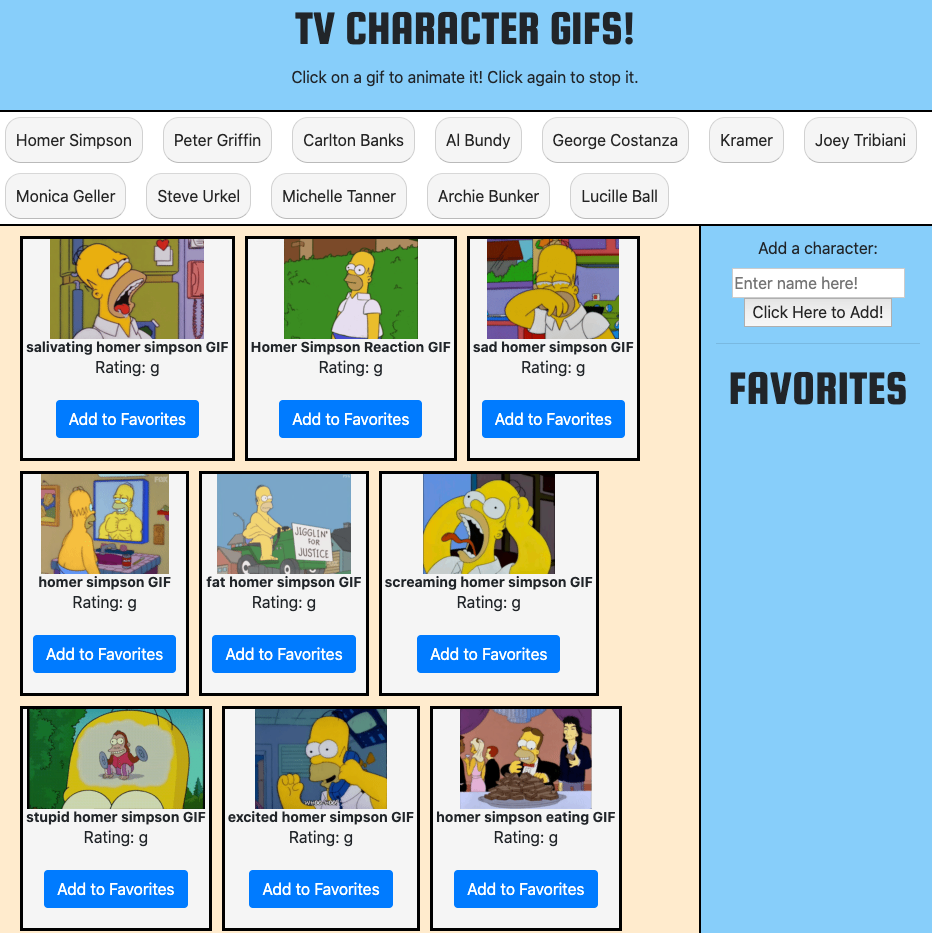 TV CHARACTER GIFS!
Click on a gif to animate it! Click again to stop it.
Homer Simpson Peter Griffin Carlton Banks Al Bundy George Costanza Kramer Joey Tribiani
Monica Geller Steve Urkel Michelle Tanner Archie Bunker Lucille Ball
salivating homer simpson GIF Homer Simpson Reaction GIF sad homer simpson GIF
Rating: g Rating: g Rating: g
Add to Favorites Add to Favorites Add to Favorites
JIGGLIN'
FOR
JUSTICE
homer simpson GIF fat homer simpson GIF screaming homer simpson GIF
Rating: g Rating: g Rating: g
Add to Favorites Add to Favorites Add to Favorites
stupid homer simpson GIF excited homer simpson GIF homer simpson eating GIF
Rating: g Rating: g Rating: g
Add to Favorites Add to Favorites Add to Favorites
Add a character:
Enter name here!
Click Here to Add!
FAVORITES